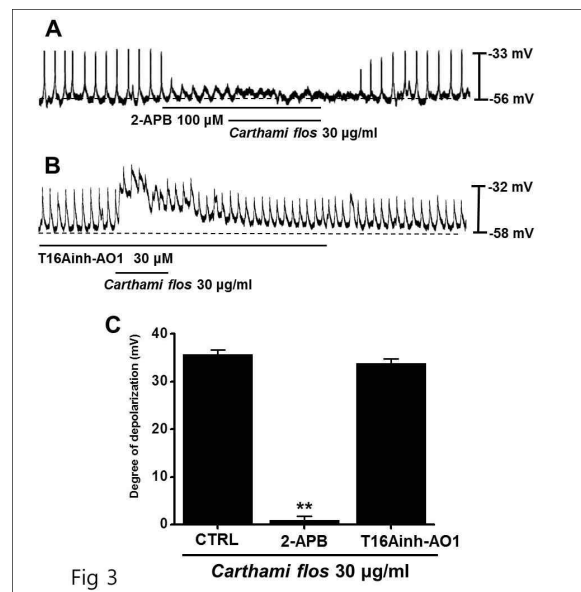 A
-33 mV
-56 mV
2-APB 100 µM
Carthami flos 30 µg/ml
B
-32 mV
-58 mV
T16Ainh-AO1 30 µM
Carthami flos 30 µg/ml
C
Degree of depolarization (mV)
40
30
20
10
0
**
CTRL 2-APB T16Ainh-AO1
Carthami flos 30 µg/ml
Fig 3